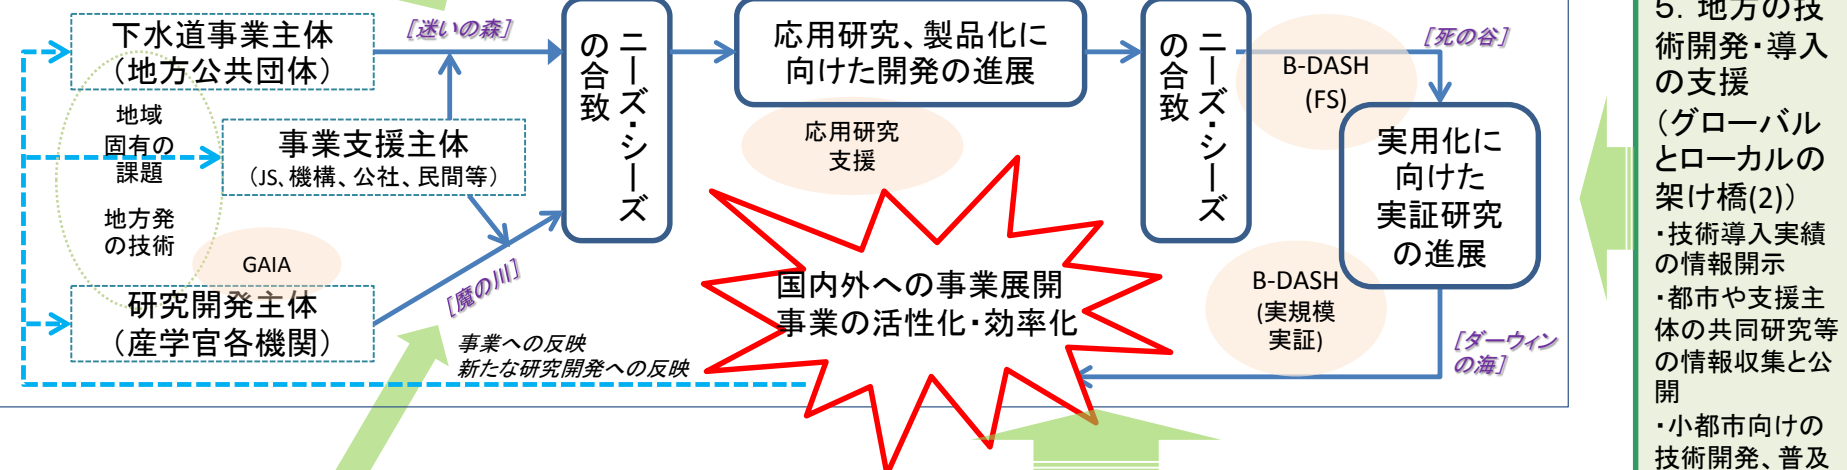 下水道事業主体
（地方公共団体）
[迷いの森]
地域
固有の
課題
地方発
の技術
事業支援主体
（JS、機構、公社、民間等）
GAIA
研究開発主体
（産学官各機関）
[魔の川]
事業への反映
新たな研究開発への反映
ニーズ・シーズ
の合致
応用研究、製品化に
向けた開発の進展
応用研究
支援
ニーズ・シーズ
の合致
[死の谷]
B-DASH
(FS)
実用化に
向けた
実証研究
の進展
B-DASH
(実規模
実証)
[ダーウィン
の海]
国内外への事業展開
事業の活性化・効率化
5．地方の技
術開発・導入
の支援
（グローバル
とローカルの
架け橋(2)）
・技術導入実績
の情報開示
・都市や支援主
体の共同研究等
の情報収集と公
開
・小都市向けの
技術開発、普及